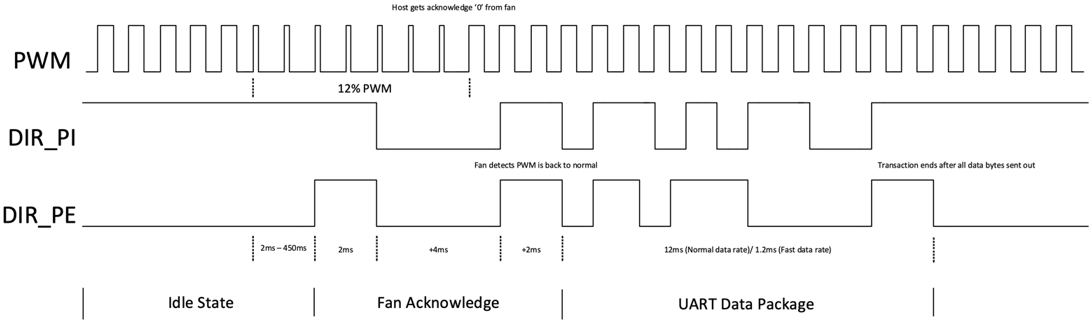 Host gets acknowledge ‘0’ from fan
PWM
12% PWM
DIR_PI
Fan detects PWM is back to normal
Transaction ends after all data bytes sent out
DIR_PE
2ms – 450ms
2ms
+4ms
+2ms
12ms (Normal data rate)/ 1.2ms (Fast data rate)
Idle State
Fan Acknowledge
UART Data Package